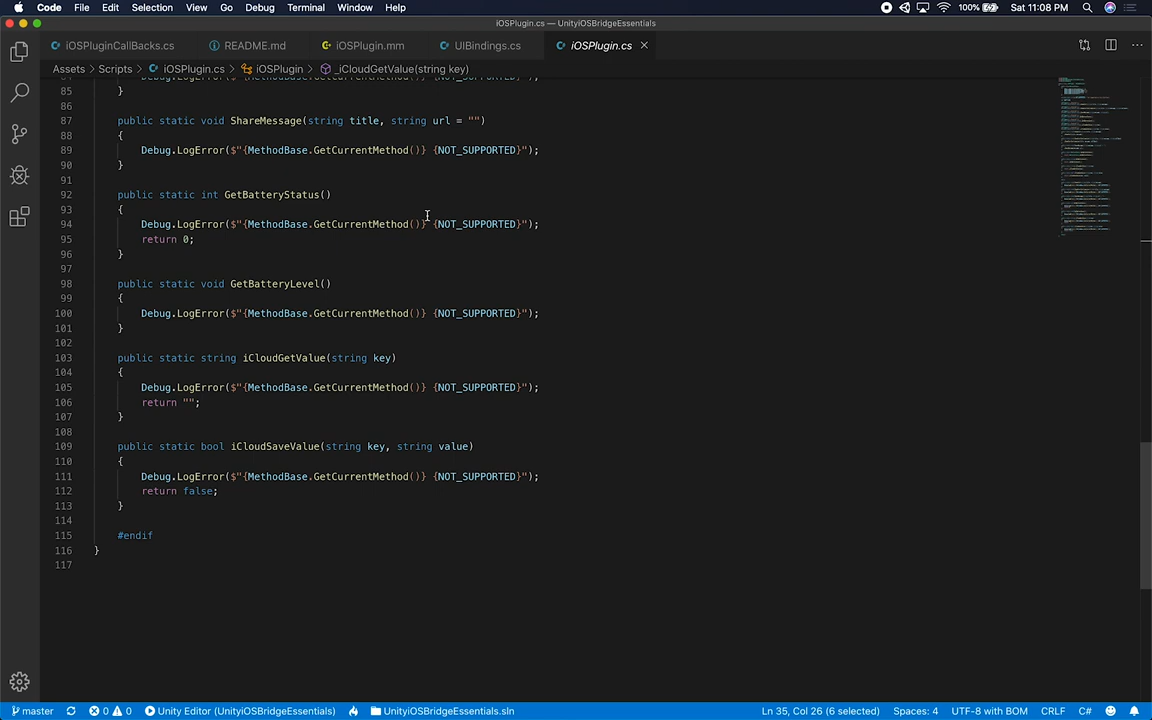 Code File Edit Selection View Go Debug Terminal Window Help 100% Sat 11:08 PM
iOSPlugin.cs — UnityiOSBridgeEssentials
iOSPluginCallBacks.cs README.md iOSPlugin.mm UIBindings.cs iOSPlugin.cs
Assets > Scripts > iOSPlugin.cs > iOSPlugin > _iCloudGetValue(string key)
85 }
86
87 public static void ShareMessage(string title, string url = "")
88 {
89 Debug.LogError($"{MethodBase.GetCurrentMethod()} {NOT_SUPPORTED}");
90 }
91
92 public static int GetBatteryStatus()
93 {
94 Debug.LogError($"{MethodBase.GetCurrentMethod()} {NOT_SUPPORTED}");
95 return 0;
96 }
97
98 public static void GetBatteryLevel()
99 {
100 Debug.LogError($"{MethodBase.GetCurrentMethod()} {NOT_SUPPORTED}");
101 }
102
103 public static string iCloudGetValue(string key)
104 {
105 Debug.LogError($"{MethodBase.GetCurrentMethod()} {NOT_SUPPORTED}");
106 return "";
107 }
108
109 public static bool iCloudSaveValue(string key, string value)
110 {
111 Debug.LogError($"{MethodBase.GetCurrentMethod()} {NOT_SUPPORTED}");
112 return false;
113 }
114
115 #endif
116 }
117
master 0 0 Unity Editor (UnityiOSBridgeEssentials) UnityiOSBridgeEssentials.sln Ln 35, Col 26 (6 selected) Spaces: 4 UTF-8 with BOM CRLF C#